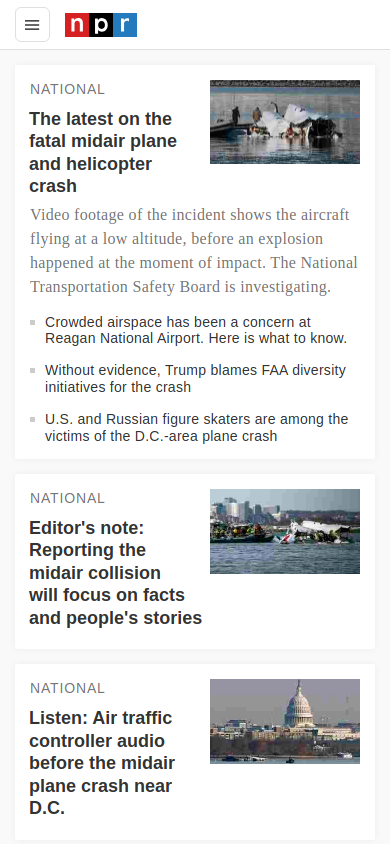 npr
NATIONAL
The latest on the
fatal midair plane
and helicopter
crash
Video footage of the incident shows the aircraft
flying at a low altitude, before an explosion
happened at the moment of impact. The National
Transportation Safety Board is investigating.
Crowded airspace has been a concern at
Reagan National Airport. Here is what to know.
Without evidence, Trump blames FAA diversity
initiatives for the crash
U.S. and Russian figure skaters are among the
victims of the D.C.-area plane crash
NATIONAL
Editor's note:
Reporting the
midair collision
will focus on facts
and people's stories
NATIONAL
Listen: Air traffic
controller audio
before the midair
plane crash near
D.C.